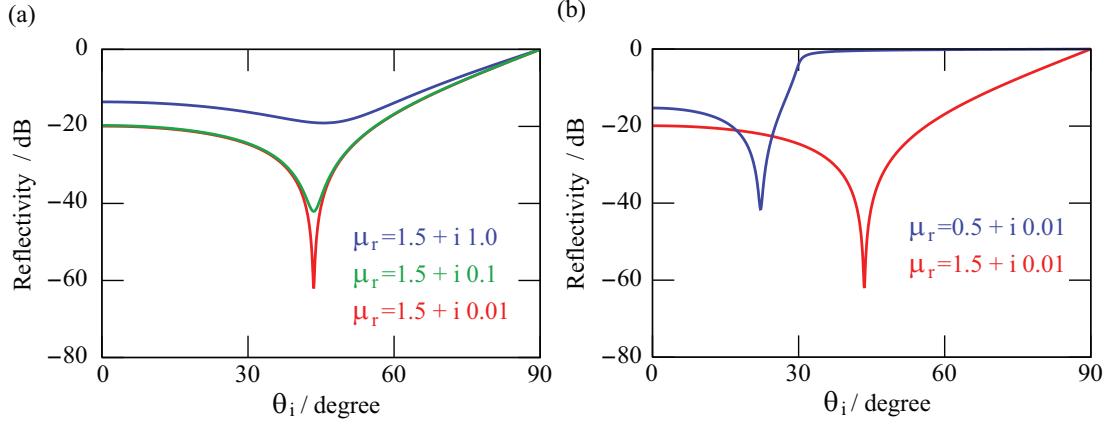 (a)
0
−20
−40
−60
−80
Reflectivity / dB
μr=1.5 + i 1.0
μr=1.5 + i 0.1
μr=1.5 + i 0.01
0 30 60 90
θi / degree
(b)
0
−20
−40
−60
−80
Reflectivity / dB
μr=0.5 + i 0.01
μr=1.5 + i 0.01
0 30 60 90
θi / degree